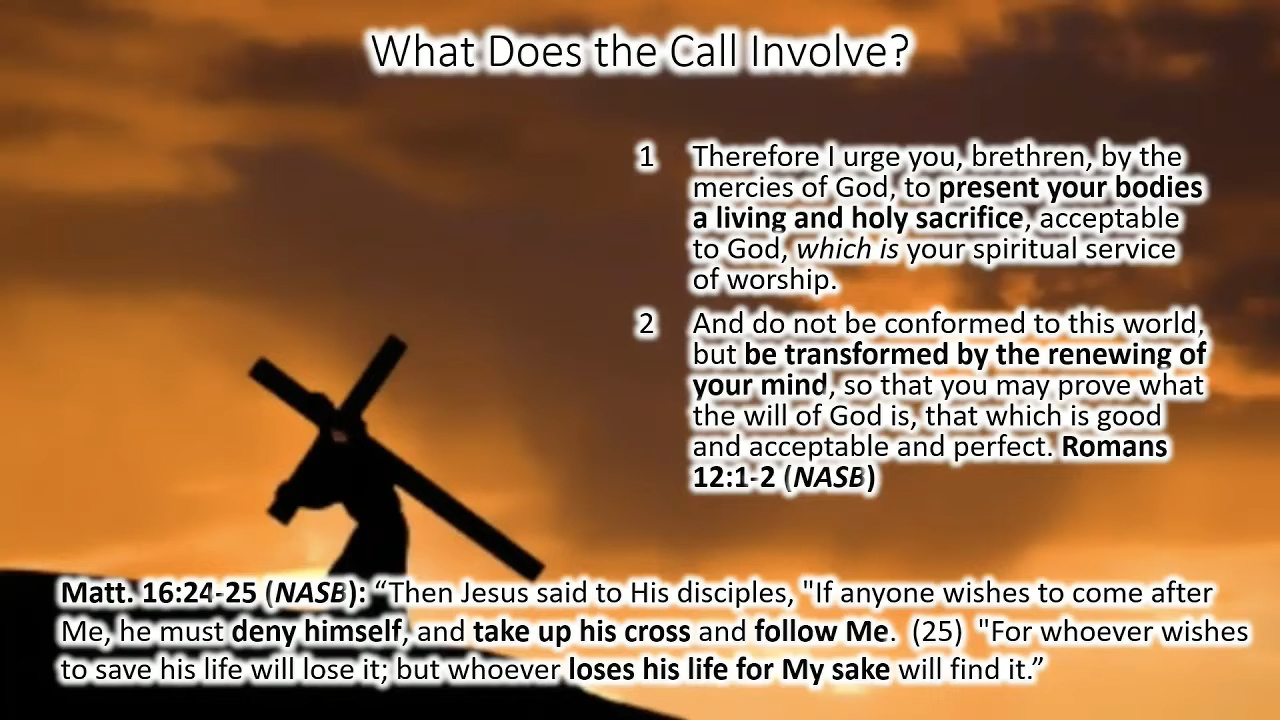 What Does the Call Involve?
1 Therefore I urge you, brethren, by the
mercies of God, to present your bodies
a living and holy sacrifice, acceptable
to God, which is your spiritual service
of worship.
2 And do not be conformed to this world,
but be transformed by the renewing of
your mind, so that you may prove what
the will of God is, that which is good
and acceptable and perfect. Romans
12:1-2 (NASB)
Matt. 16:24-25 (NASB): “Then Jesus said to His disciples, "If anyone wishes to come after
Me, he must deny himself, and take up his cross and follow Me. (25) "For whoever wishes
to save his life will lose it; but whoever loses his life for My sake will find it.”